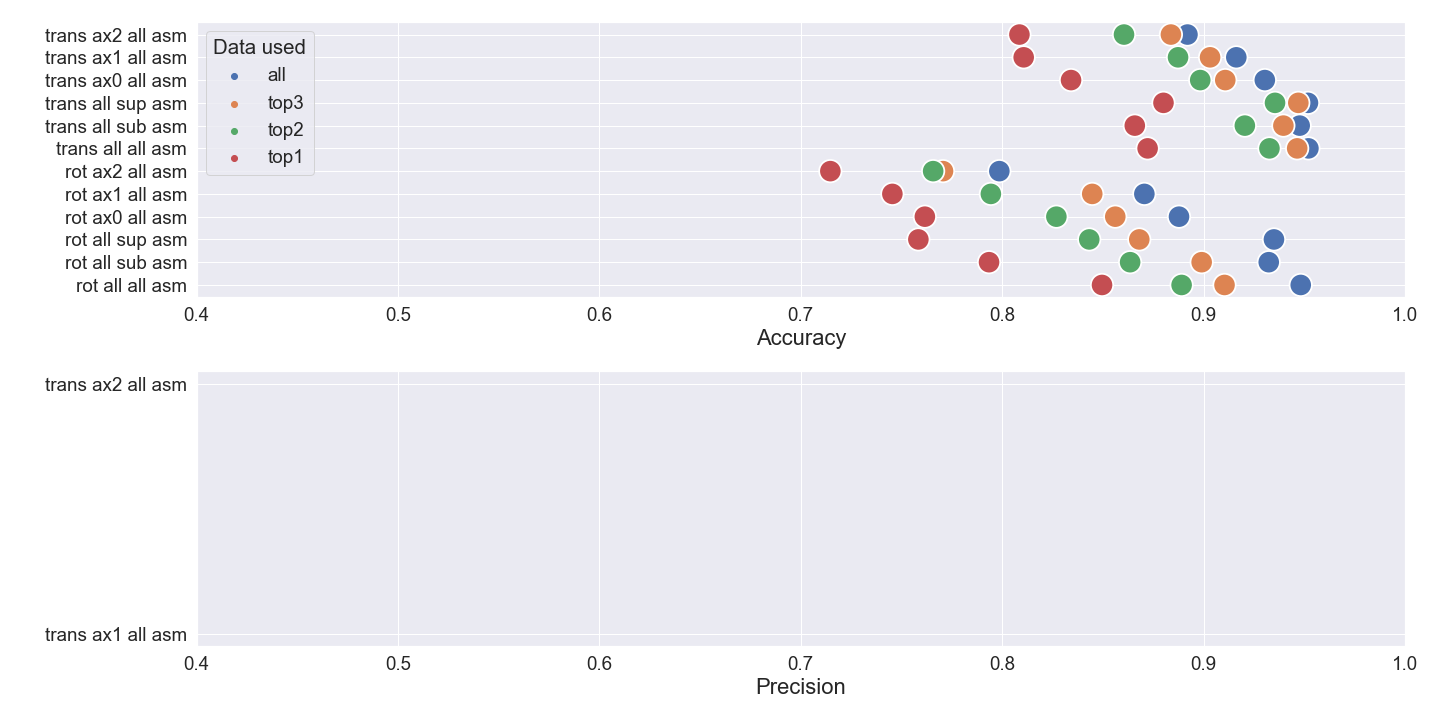 trans ax2 all asm
trans ax1 all asm
trans ax0 all asm
trans all sup asm
trans all sub asm
trans all all asm
rot ax2 all asm
rot ax1 all asm
rot ax0 all asm
rot all sup asm
rot all sub asm
rot all all asm
Data used
all
top3
top2
top1
0.4 0.5 0.6 0.7 0.8 0.9 1.0
Accuracy
trans ax2 all asm
trans ax1 all asm
0.4 0.5 0.6 0.7 0.8 0.9 1.0
Precision